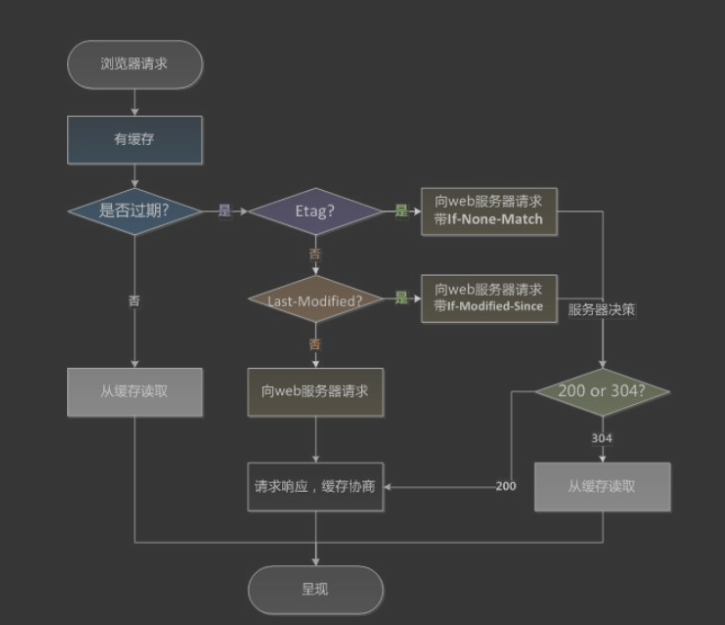 浏览器请求
有缓存
是否过期?
是
Etag?
是
向web服务器请求
带If-None-Match
否
否
Last-Modified?
是
向web服务器请求
带If-Modified-Since
服务器决策
否
从缓存读取
向web服务器请求
200 or 304?
304
请求响应，缓存协商
200
从缓存读取
呈现